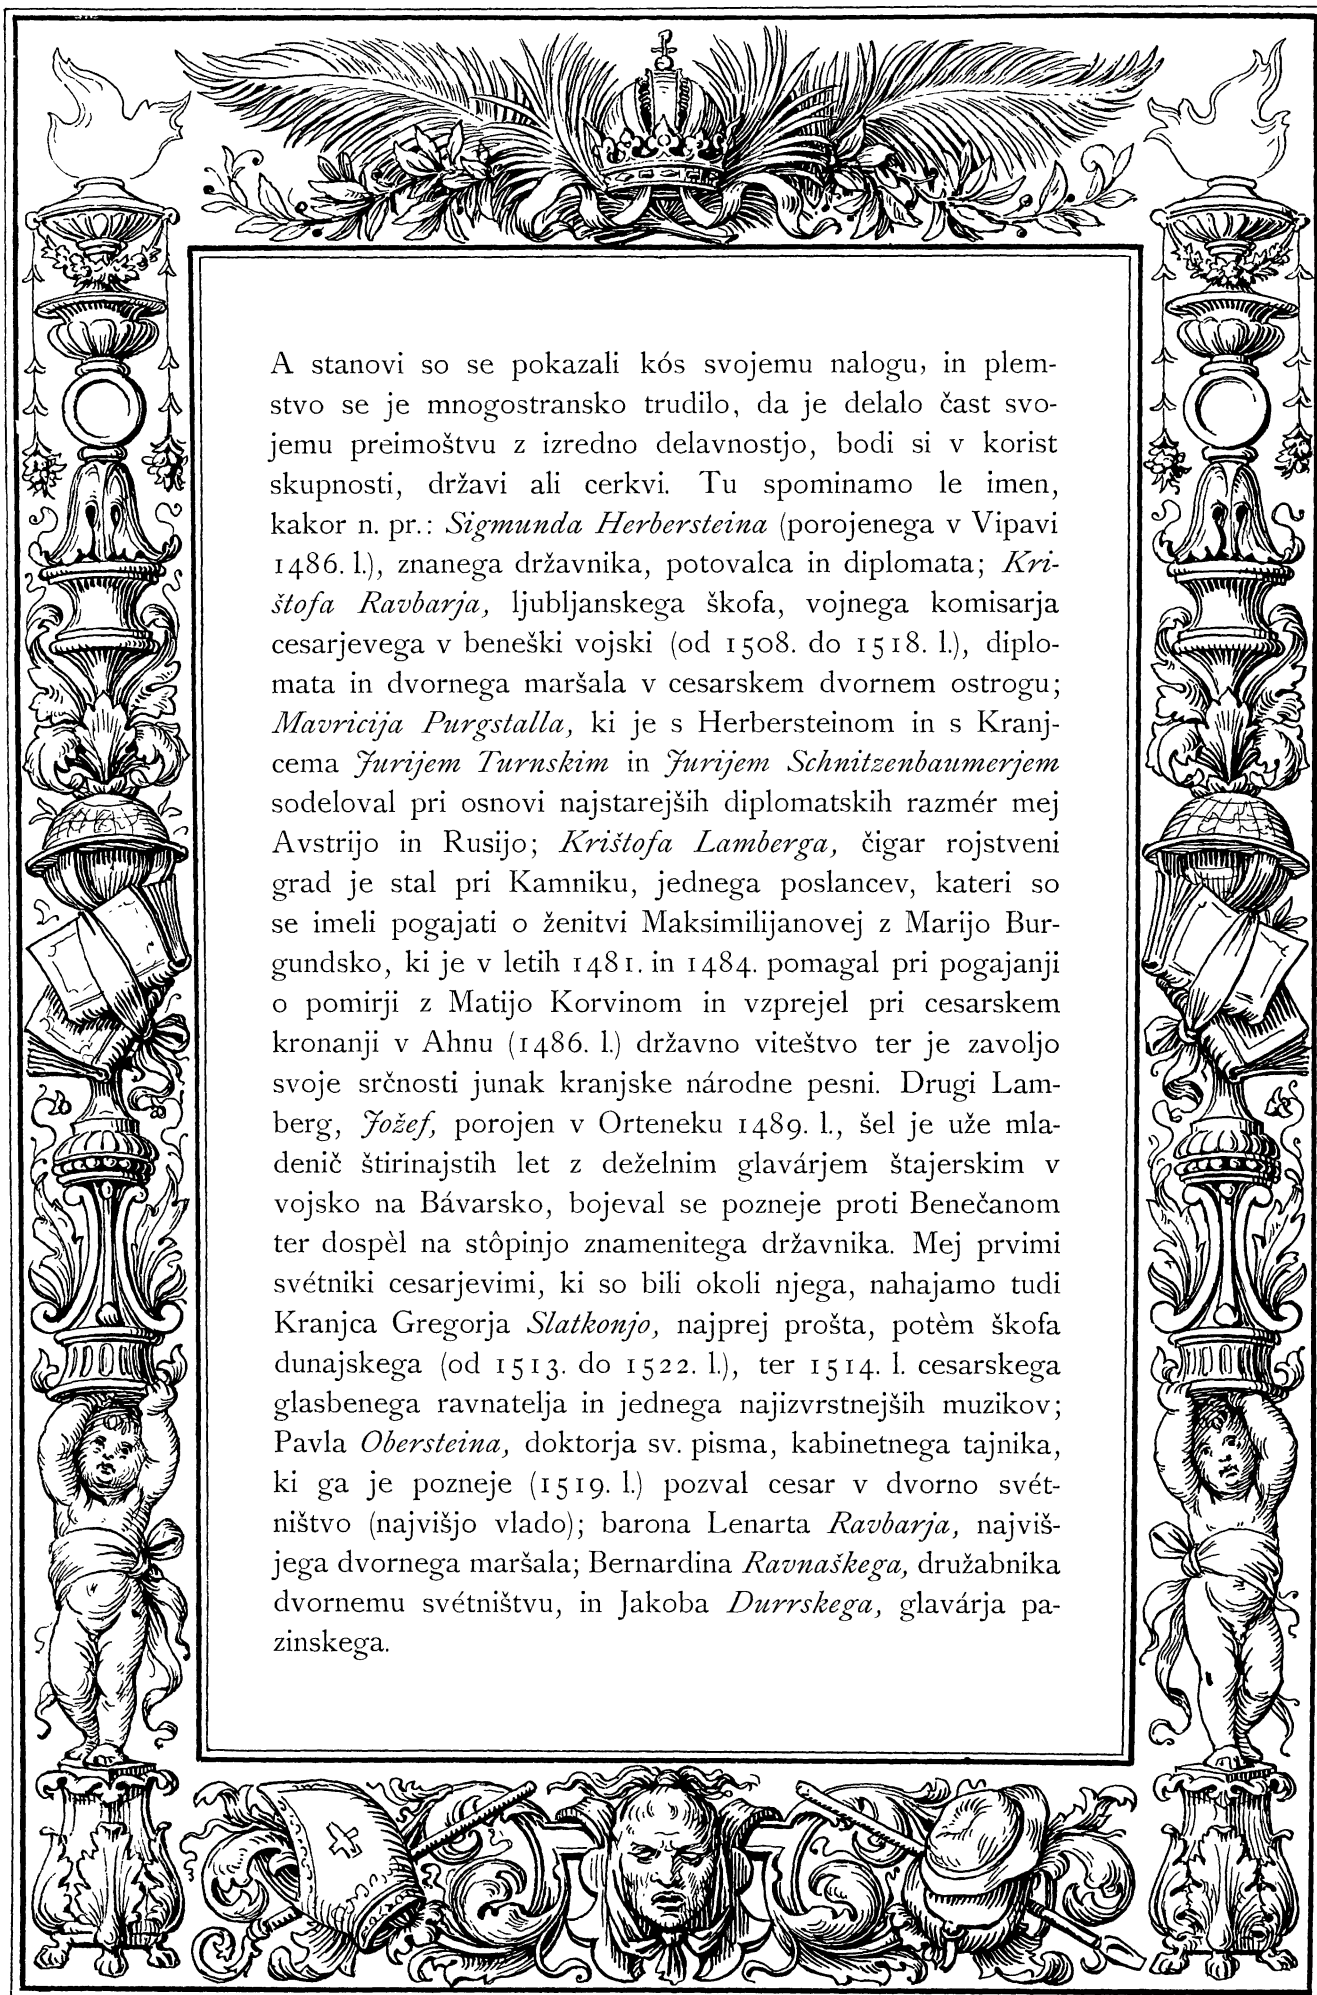 A stanovi so se pokazali kós svojemu nalogu, in plem-
stvo se je mnogostransko trudilo, da je delalo čast svo-
jemu preimoštvu z izredno delavnostjo, bodi si v korist
skupnosti, državi ali cerkvi. Tu spominamo le imen,
kakor n. pr.: Sigmunda Herbersteina (porojenega v Vipavi
1486. l.), znanega državnika, potovalca in diplomata; Kri-
štofa Ravbarja, ljubljanskega škofa, vojnega komisarja
cesarjevega v beneški vojski (od 1508. do 1518. l.), diplo-
mata in dvornega maršala v cesarskem dvornem ostrogu;
Mavricija Purgstalla, ki je s Herbersteinom in s Kranj-
cema Jurijem Turnskim in Jurijem Schnitzenbaumerjem
sodeloval pri osnovi najstarejših diplomatskih razmér mej
Avstrijo in Rusijo; Krištofa Lamberga, čigar rojstveni
grad je stal pri Kamniku, jednega poslancev, kateri so
se imeli pogajati o ženitvi Maksimilijanovej z Marijo Bur-
gundsko, ki je v letih 1481. in 1484. pomagal pri pogajanji
o pomirji z Matijo Korvinom in vzprejel pri cesarskem
kronanji v Ahnu (1486. l.) državno viteštvo ter je zavoljo
svoje srčnosti junak kranjske národne pesni. Drugi Lam-
berg, Jožef, porojen v Orteneku 1489. l., šel je uže mla-
denič štirinajstih let z deželnim glavárjem štajerskim v
vojsko na Bávarsko, bojeval se pozneje proti Benečanom
ter dospèl na stôpinjo znamenitega državnika. Mej prvimi
svétniki cesarjevimi, ki so bili okoli njega, nahajamo tudi
Kranjca Gregorja Slatkonjo, najprej prošta, potèm škofa
dunajskega (od 1513. do 1522. l.), ter 1514. l. cesarskega
glasbenega ravnatelja in jednega najizvrstnejših muzikov;
Pavla Obersteina, doktorja sv. pisma, kabinetnega tajnika,
ki ga je pozneje (1519. l.) pozval cesar v dvorno svét-
ništvo (najvišjo vlado); barona Lenarta Ravbarja, najviš-
jega dvornega maršala; Bernardina Ravnaškega, družabnika
dvornemu svétništvu, in Jakoba Durrskega, glavárja pa-
zinskega.